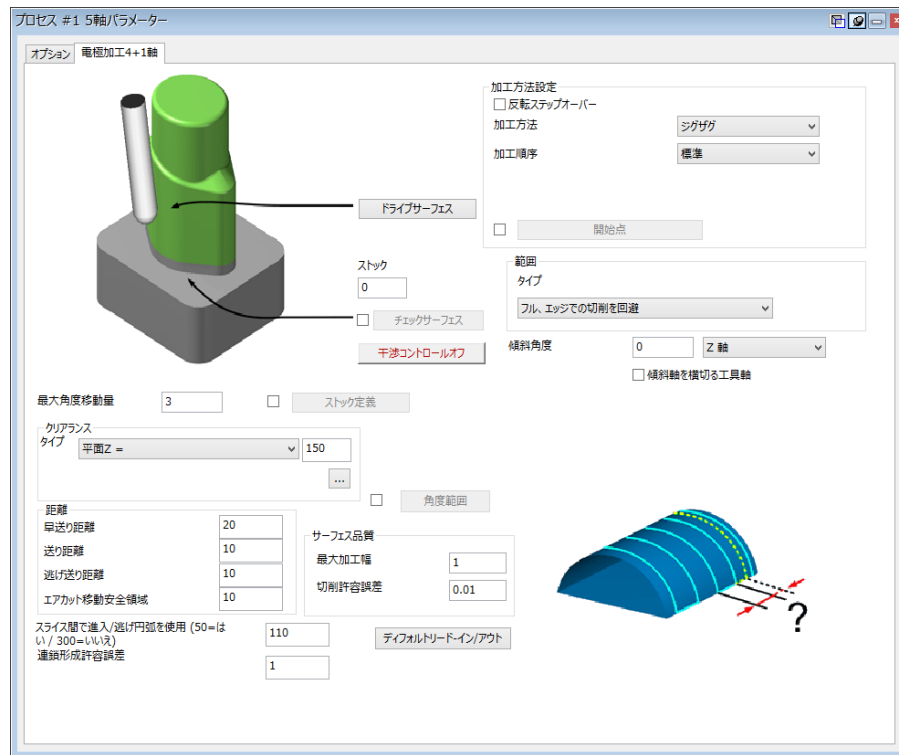 プロセス #1 5軸パラメーター
オプション
電極加工4+1軸
加工方法設定
反転ステップオーバー
加工方法
ジグザグ
加工順序
標準
ドライブサーフェス
開始点
ストック
0
範囲
タイプ
フル、エッジでの切削を回避
チェックサーフェス
干渉コントロールオフ
傾斜角度
0
Z 軸
傾斜軸を横切る工具軸
最大角度移動量
3
ストック定義
クリアランス
タイプ
平面Z =
150
...
角度範囲
距離
早送り距離
20
送り距離
10
逃げ送り距離
10
エアカット移動安全領域
10
サーフェス品質
最大加工幅
1
切削許容誤差
0.01
?
スライス間で進入/逃げ円弧を使用 (50=は
い / 300=いいえ)
110
連鎖形成許容誤差
1
ディフォルトリード-イン/アウト